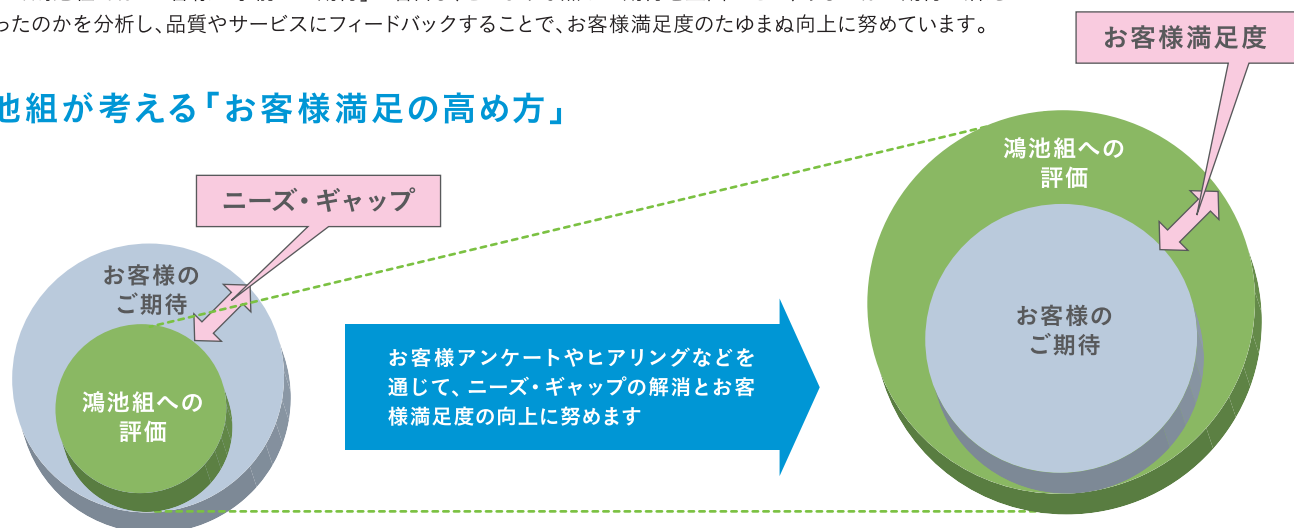 ったのかを分析し、品質やサービスにフィードバックすることで、お客様満足度のたゆまぬ向上に努めています。
お客様満足度
池組が考える「お客様満足の高め方」
鴻池組への
評価
ニーズ・ギャップ
お客様の
ご期待
お客様の
ご期待
お客様アンケートやヒアリングなどを
通じて、ニーズ・ギャップの解消とお客
様満足度の向上に努めます
鴻池組への
評価